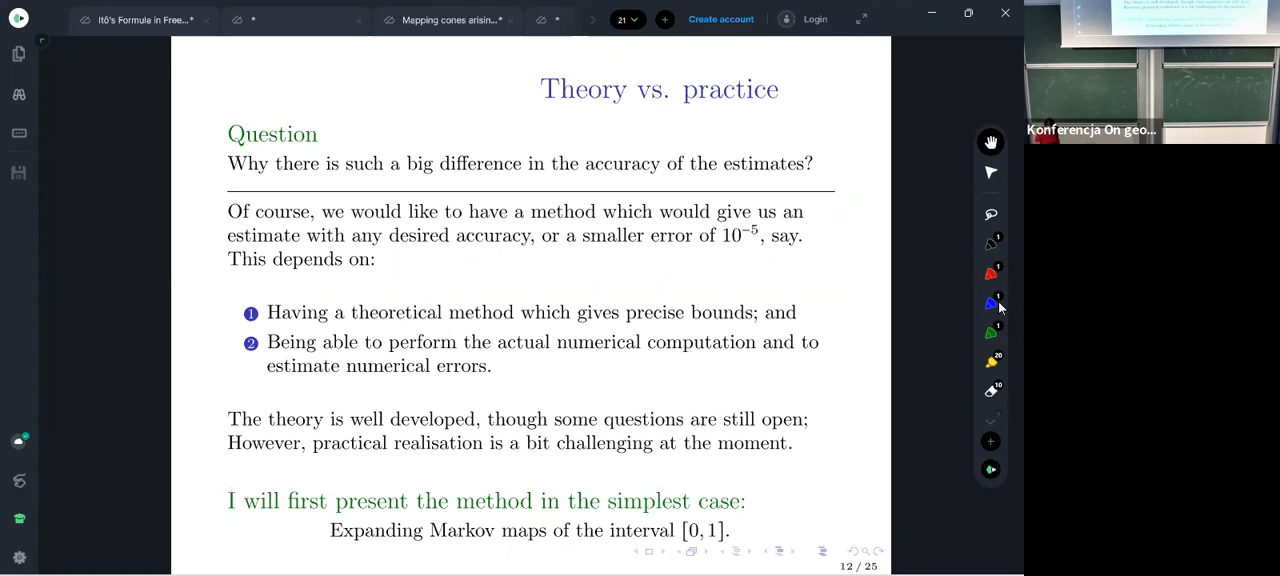 Itô's Formula in Free...*
*
Mapping cones arisin...*
*
21
Create account
Login
Theory vs. practice
Question
Why there is such a big difference in the accuracy of the estimates?
Of course, we would like to have a method which would give us an
estimate with any desired accuracy, or a smaller error of 10⁻⁵, say.
This depends on:
1 Having a theoretical method which gives precise bounds; and
2 Being able to perform the actual numerical computation and to
estimate numerical errors.
The theory is well developed, though some questions are still open;
However, practical realisation is a bit challenging at the moment.
I will first present the method in the simplest case:
Expanding Markov maps of the interval [0, 1].
12 / 25
1
1
1
1
20
10
Konferencja On geo...